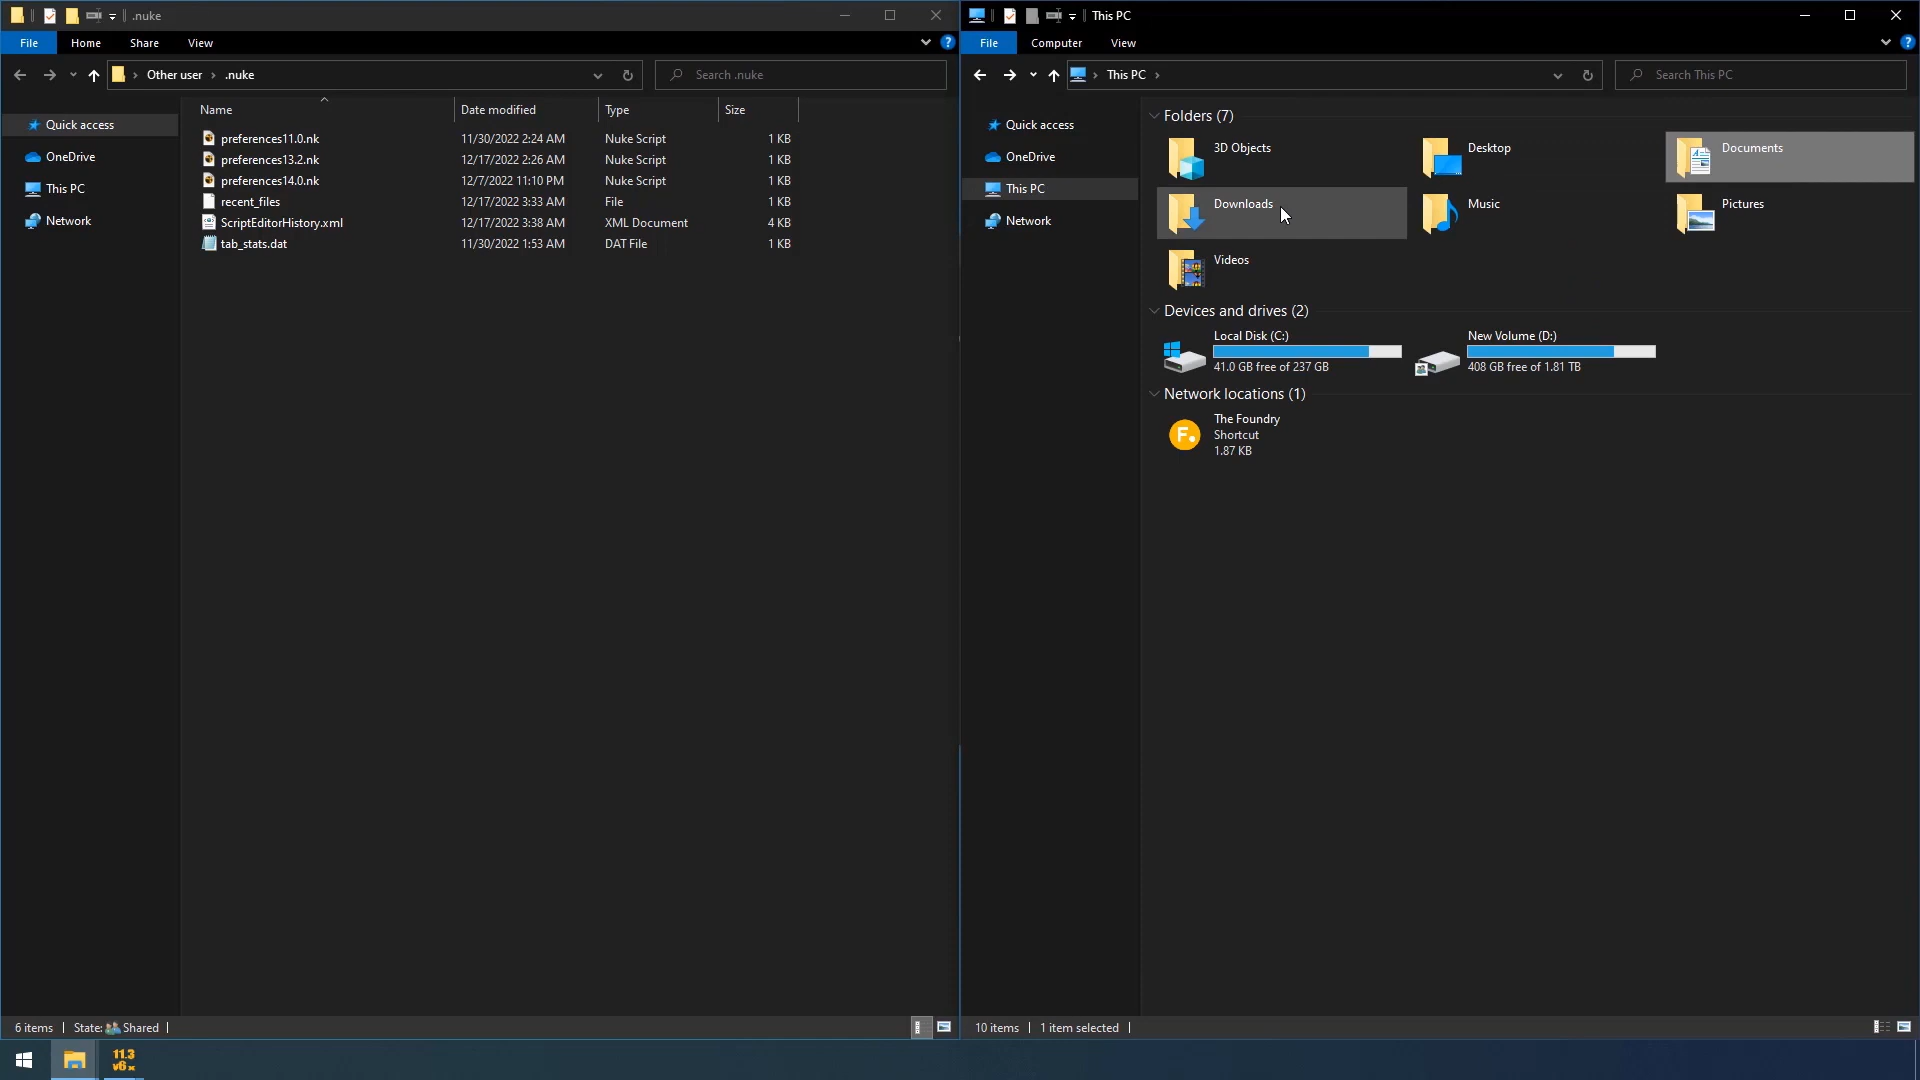 .nuke
File Home Share View
Other user > .nuke
Search .nuke
Quick access
OneDrive
This PC
Network
Name Date modified Type Size
preferences11.0.nk 11/30/2022 2:24 AM Nuke Script 1 KB
preferences13.2.nk 12/17/2022 2:26 AM Nuke Script 1 KB
preferences14.0.nk 12/7/2022 11:10 PM Nuke Script 1 KB
recent_files 12/17/2022 3:33 AM File 1 KB
ScriptEditorHistory.xml 12/17/2022 3:38 AM XML Document 4 KB
tab_stats.dat 11/30/2022 1:53 AM DAT File 1 KB
6 items State: Shared
This PC
File Computer View
This PC >
Search This PC
Quick access
OneDrive
This PC
Network
Folders (7)
3D Objects Desktop Documents
Downloads Music Pictures
Videos
Devices and drives (2)
Local Disk (C:)
41.0 GB free of 237 GB
New Volume (D:)
408 GB free of 1.81 TB
Network locations (1)
F.
The Foundry
Shortcut
1.87 KB
10 items 1 item selected
11.3
v6